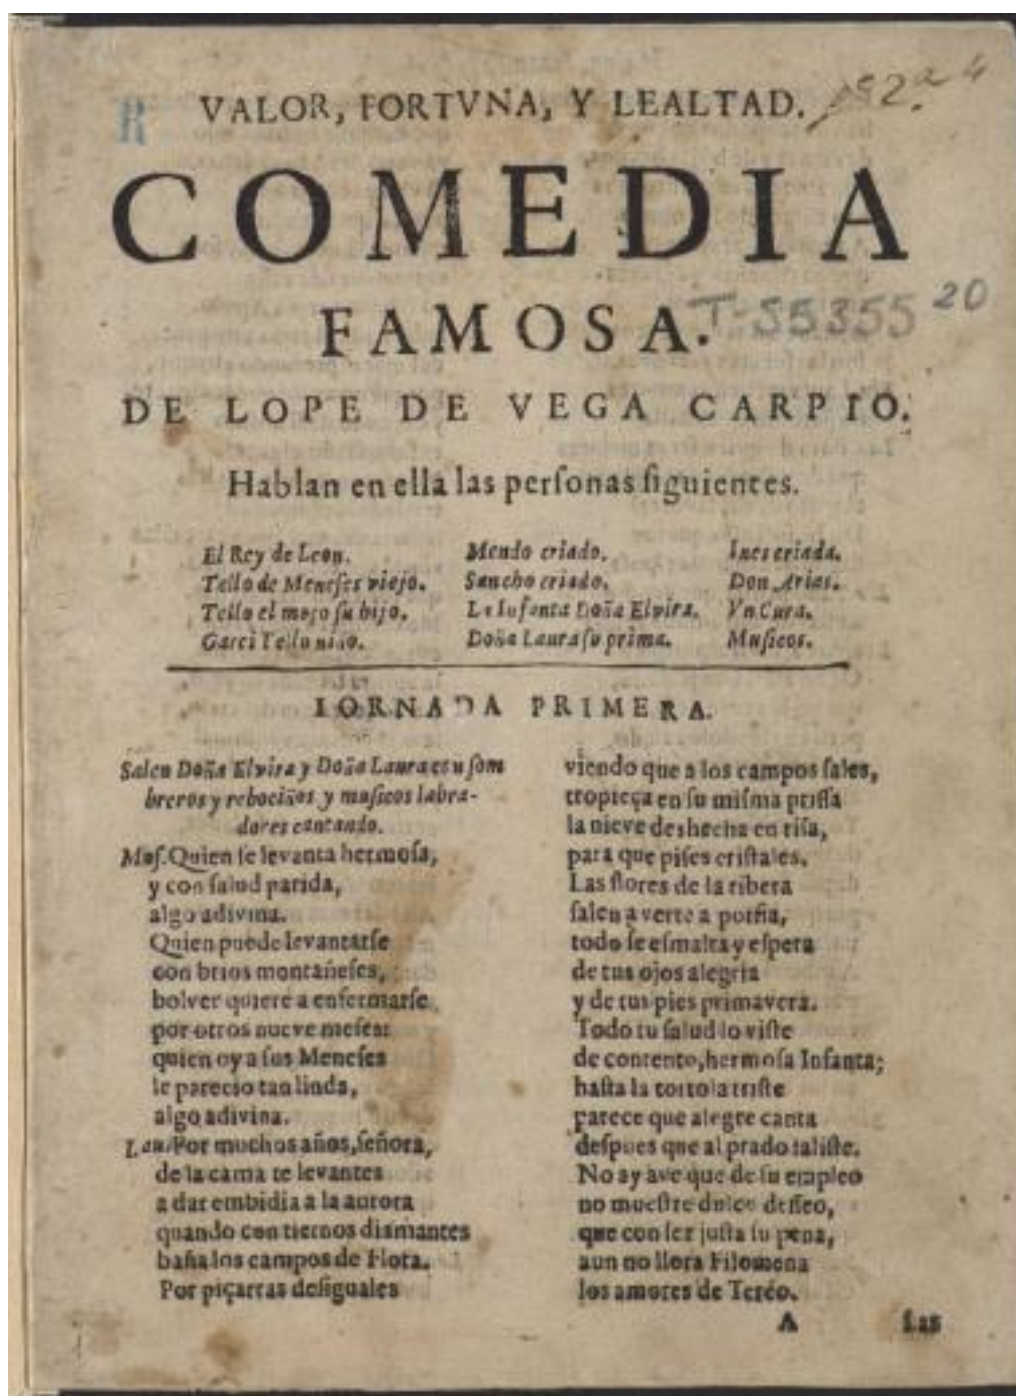 R
VALOR, FORTVNA, Y LEALTAD.
COMEDIA
FAMOSA.
T-55355 20
DE LOPE DE VEGA CARPIO.
Hablan en ella las perſonas ſiguientes.
El Rey de Leon.
Tello de Meneſes viejo.
Tello el moço ſu hijo.
Garci Tello niño.
Mendo criado.
Sancho criado.
La Infanta Doña Elvira.
Doña Laura ſu prima.
Ines criada.
Don Arias.
Vn Cura.
Muſicos.
IORNADA PRIMERA.
Salen Doña Elvira y Doña Laura con ſom
breros y rebociños y muſicos labra-
dores cantando.
Muſ. Quien ſe levanta hermoſa,
y con ſalud parida,
algo adivina.
Quien puede levantarſe
con brios montañeſes,
bolver quiere a enfermarſe
por otros nueve meſes:
quien oy a ſus Meneſes
le parecio tan linda,
algo adivina.
Lau. Por muchos años, ſeñora,
de la cama te levantes
a dar embidia a la aurora
quando con tiernos diamantes
baña los campos de Flora.
Por piçarras deſiguales
viendo que a los campos ſales,
tropieça en ſu miſma priſſa
la nieve deshecha en riſa,
para que piſes criſtales.
Las flores de la ribera
ſalen a verte a porfia,
todo ſe eſmalta y eſpera
de tus ojos alegria
y de tus pies primavera.
Todo tu ſalud lo viſte
de contento, hermoſa Infanta;
haſta la tortola triſte
parece que alegre canta
deſpues que al prado ſaliſte.
No ay ave que de ſu empleo
no mueſtre dulce deſſeo,
que con ſer juſta ſu pena,
aun no llora Filomena
los amores de Teréo.
A
Las